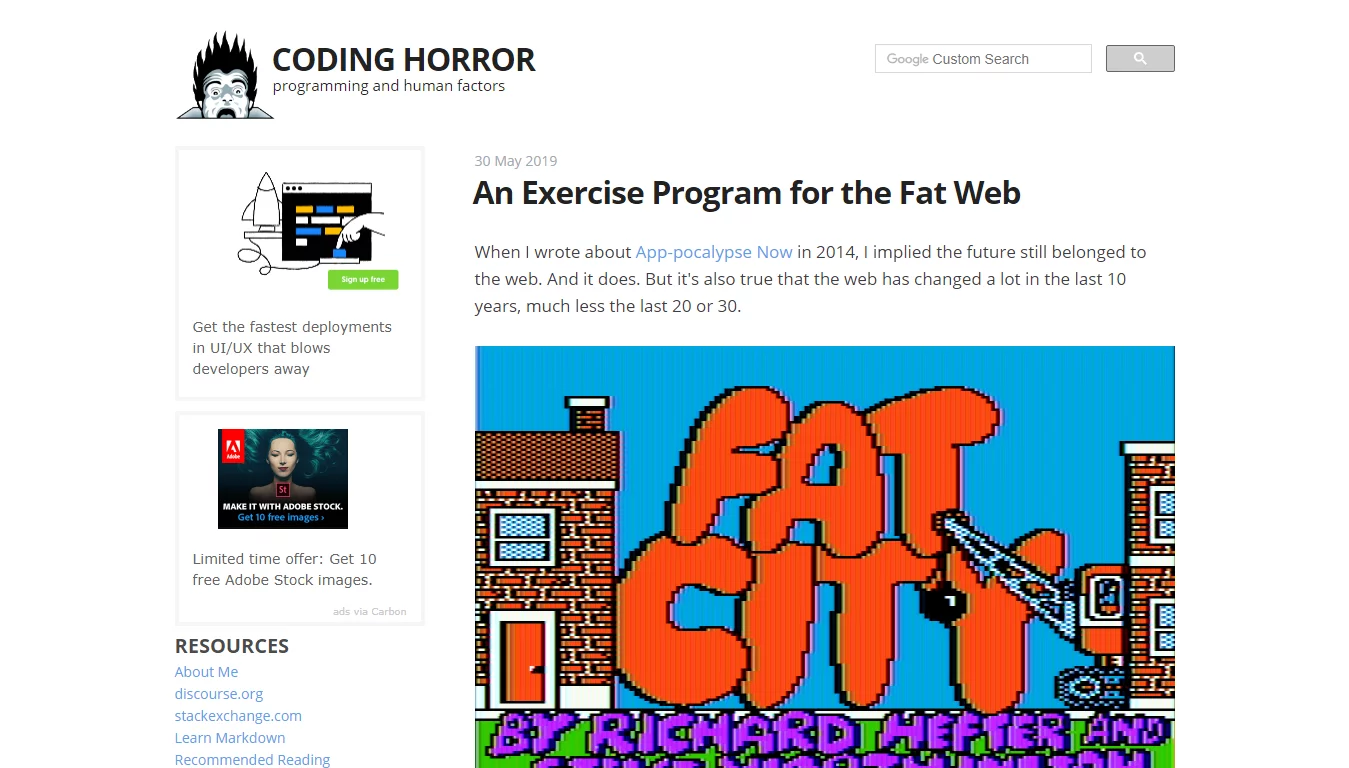 CODING HORROR
programming and human factors
Google Custom Search
Sign up free
Get the fastest deployments
in UI/UX that blows
developers away
Adobe
St
MAKE IT WITH ADOBE STOCK.
Get 10 free images ›
Limited time offer: Get 10
free Adobe Stock images.
ads via Carbon
RESOURCES
About Me
discourse.org
stackexchange.com
Learn Markdown
Recommended Reading
30 May 2019
An Exercise Program for the Fat Web
When I wrote about App-pocalypse Now in 2014, I implied the future still belonged to
the web. And it does. But it's also true that the web has changed a lot in the last 10
years, much less the last 20 or 30.
FAT
CITY
BY RICHARD HEFTER AND